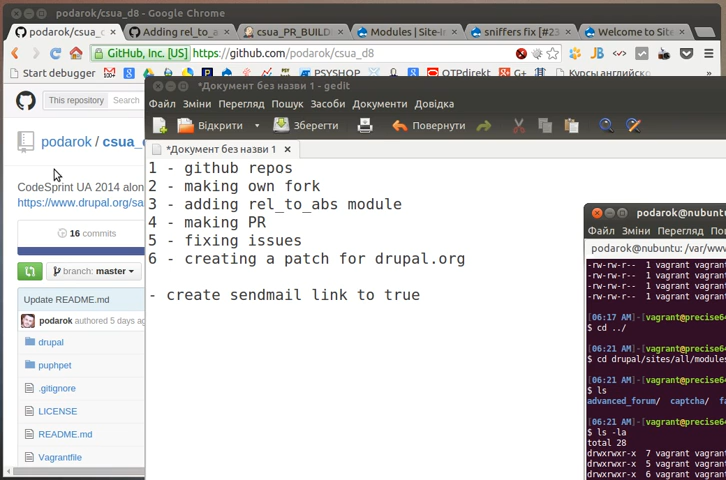 podarok/csua_d8 - Google Chrome
podarok/csua_c
Adding rel_to_a
csua_PR_BUILD
Modules | Site-In
sniffers fix [#23
Welcome to Site
GitHub, Inc. [US]
https://github.com/podarok/csua_d8
Start debugger
PSYSHOP
OTPdirekt
Курсы английско
This repository
Search
podarok / csua_d
CodeSprint UA 2014 alon
https://www.drupal.org/sa
16 commits
branch: master
Update README.md
podarok authored 5 days ag
drupal
puphpet
.gitignore
LICENSE
README.md
Vagrantfile
*Документ без назви 1 - gedit
Файл Зміни Перегляд Пошук Засоби Документи Довідка
Відкрити
Зберегти
Повернути
*Документ без назви 1
1 - github repos
2 - making own fork
3 - adding rel_to_abs module
4 - making PR
5 - fixing issues
6 - creating a patch for drupal.org
- create sendmail link to true
podarok@nubuntu
Файл Зміни Перегляд П
podarok@nubuntu: /var/www
-rw-rw-r-- 1 vagrant vagran
-rw-rw-r-- 1 vagrant vagran
-rw-rw-r-- 1 vagrant vagran
-rw-rw-r-- 1 vagrant vagran
[06:17 AM]-[vagrant@precise64
$ cd ../
[06:21 AM]-[vagrant@precise64
$ cd drupal/sites/all/modules
[06:21 AM]-[vagrant@precise64
$ ls
advanced_forum/ captcha/ fa
[06:21 AM]-[vagrant@precise64
$ ls -la
total 28
drwxrwxr-x 7 vagrant vagrant
drwxrwxr-x 5 vagrant vagrant
drwxrwxr-x 6 vagrant vagrant